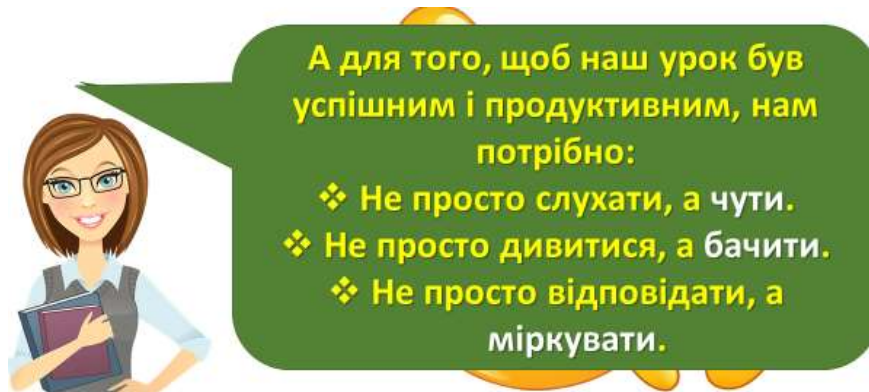 А для того, щоб наш урок був
успішним і продуктивним, нам
потрібно:
❖ Не просто слухати, а чути.
❖ Не просто дивитися, а бачити.
❖ Не просто відповідати, а
міркувати.